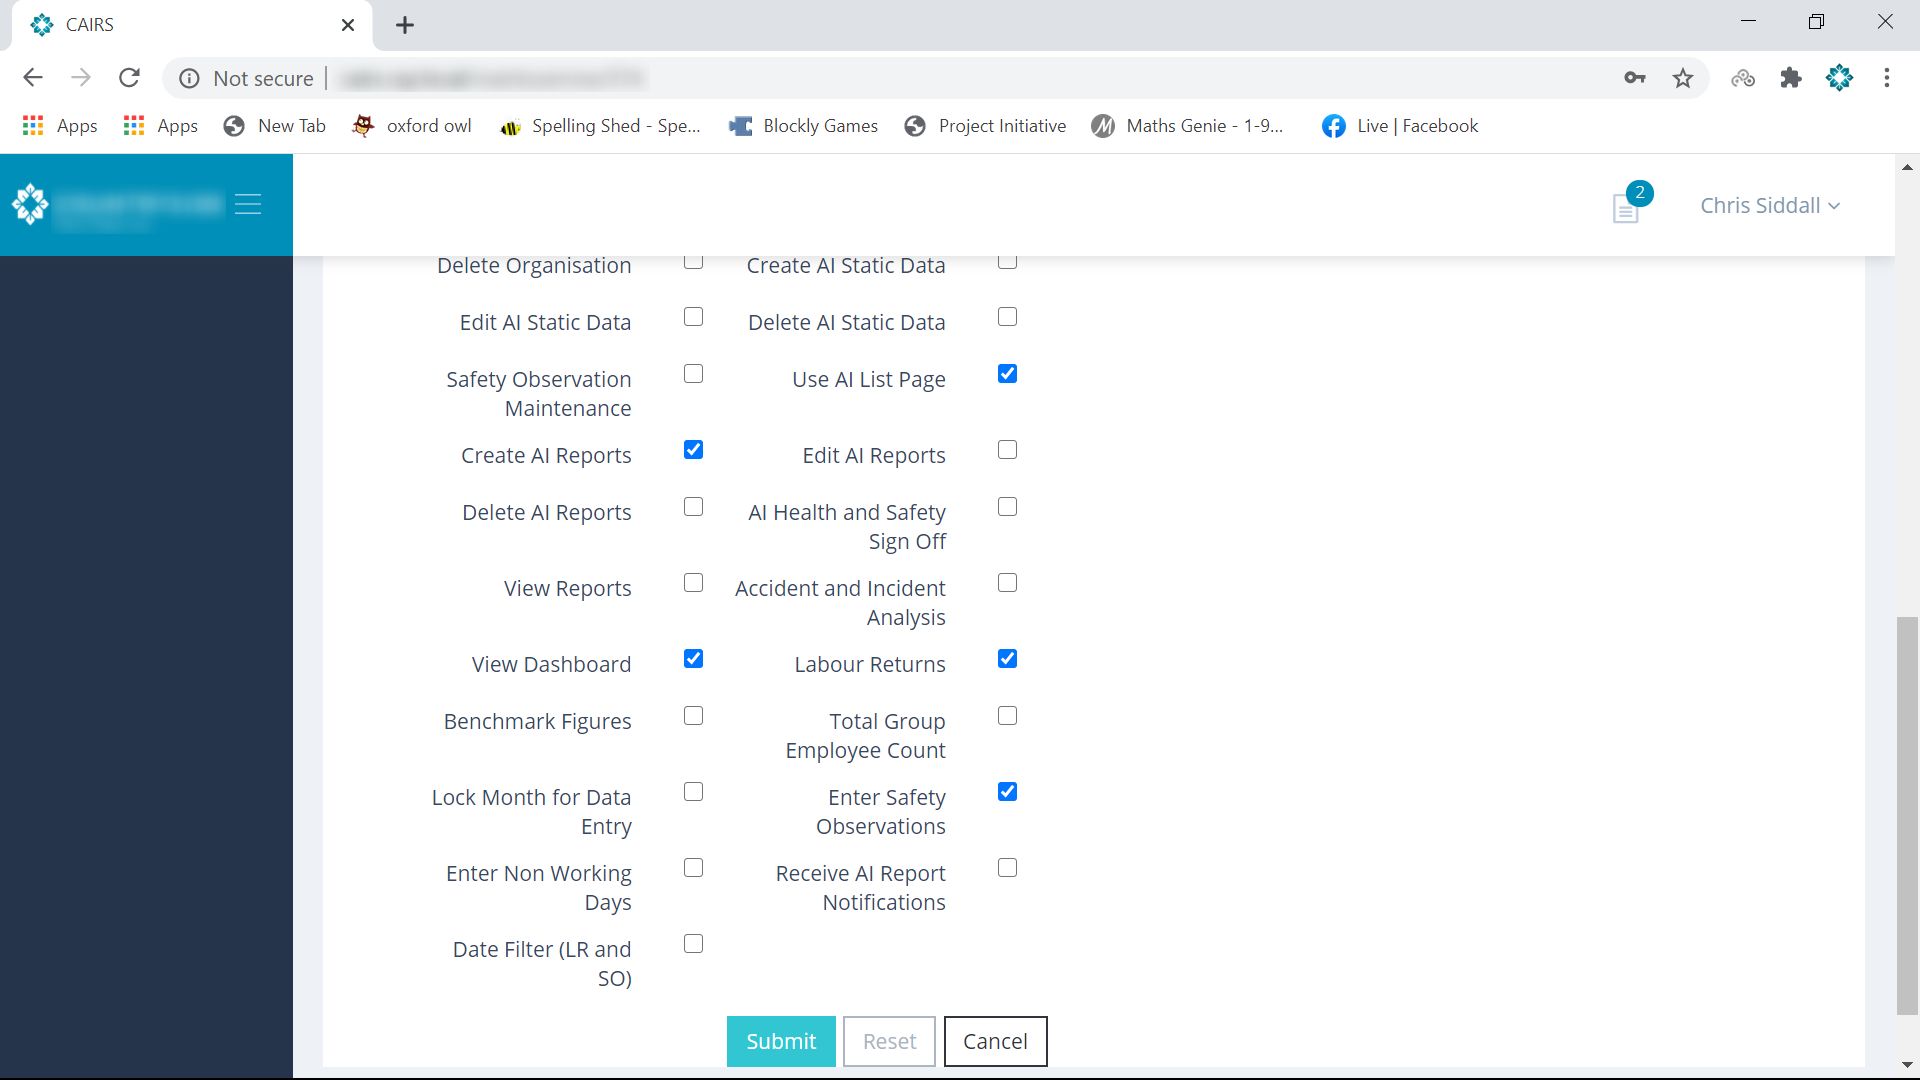 CAIRS
Not secure
Apps Apps New Tab oxford owl Spelling Shed - Spe... Blockly Games Project Initiative Maths Genie - 1-9... Live | Facebook
2
Chris Siddall
Delete Organisation Create AI Static Data
Edit AI Static Data Delete AI Static Data
Safety Observation Use AI List Page
Maintenance
Create AI Reports Edit AI Reports
Delete AI Reports AI Health and Safety
Sign Off
View Reports Accident and Incident
Analysis
View Dashboard Labour Returns
Benchmark Figures Total Group
Employee Count
Lock Month for Data Enter Safety
Entry Observations
Enter Non Working Receive AI Report
Days Notifications
Date Filter (LR and
SO)
Submit Reset Cancel